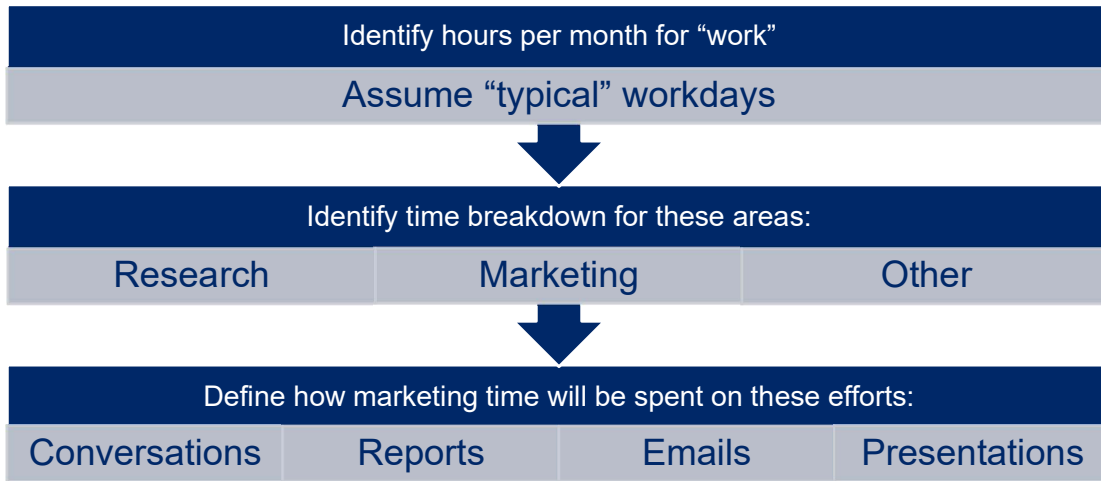 Identify hours per month for “work”
Assume “typical” workdays
Identify time breakdown for these areas:
Research Marketing Other
Define how marketing time will be spent on these efforts:
Conversations Reports Emails Presentations